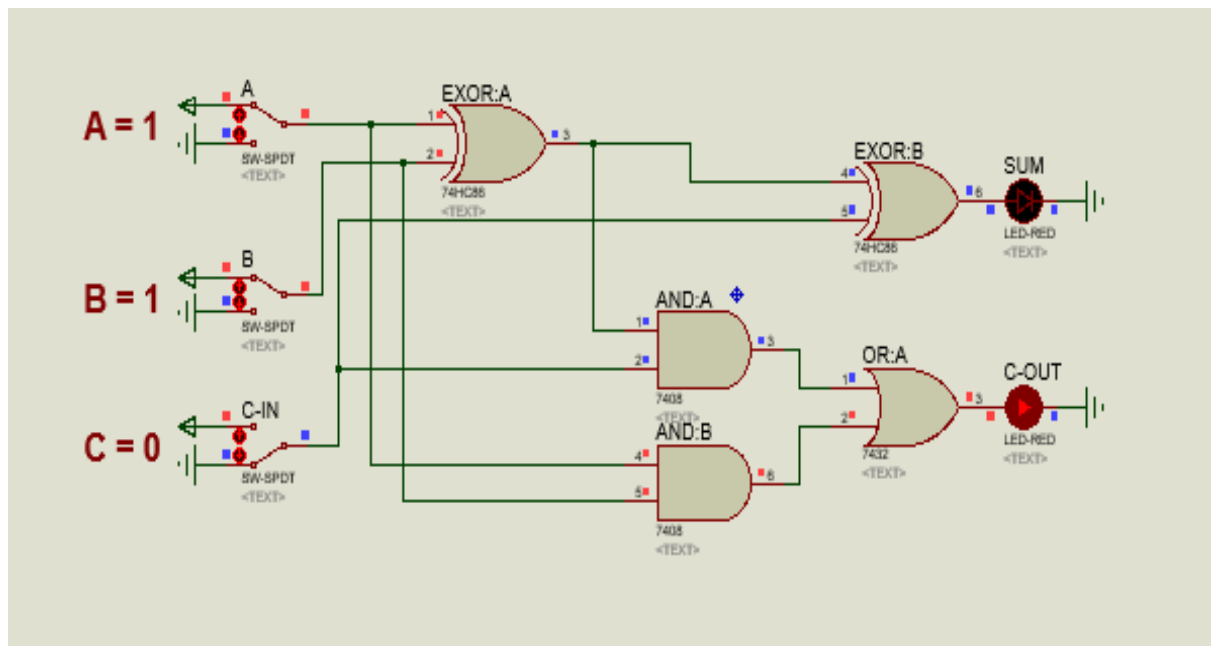 A = 1
A
SW-SPDT
<TEXT>
B = 1
B
SW-SPDT
<TEXT>
C = 0
C-IN
SW-SPDT
<TEXT>
EXOR:A
1
2
3
74HC86
<TEXT>
EXOR:B
4
5
6
74HC86
<TEXT>
SUM
LED-RED
<TEXT>
AND:A
1
2
3
7408
<TEXT>
AND:B
4
5
6
7408
<TEXT>
OR:A
1
2
3
7432
<TEXT>
C-OUT
LED-RED
<TEXT>